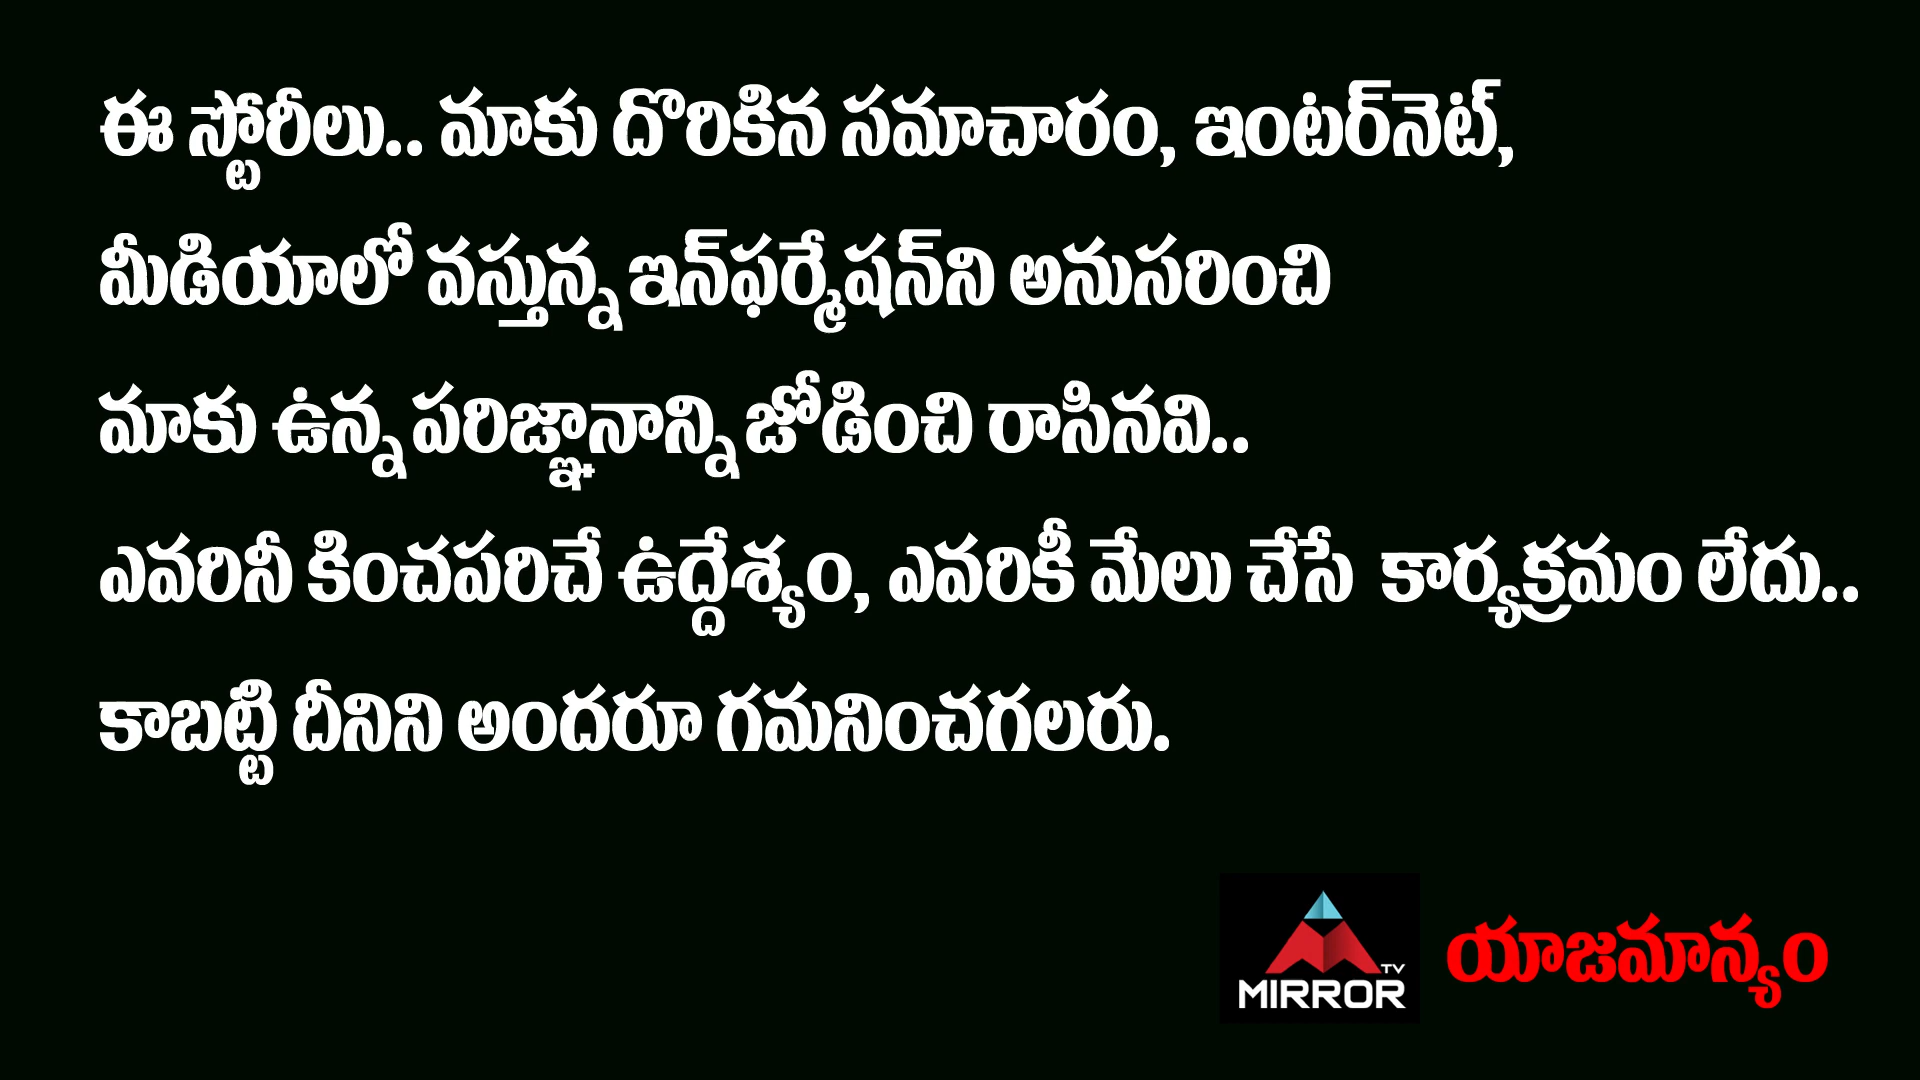 ఈ స్టోరీలు.. మాకు దొరికిన సమాచారం, ఇంటర్‌నెట్,
మీడియాలో వస్తున్న ఇన్‌ఫర్మేషన్‌ని అనుసరించి
మాకు ఉన్న పరిజ్ఞానాన్ని జోడించి రాసినవి..
ఎవరినీ కించపరిచే ఉద్దేశ్యం, ఎవరికీ మేలు చేసే కార్యక్రమం లేదు..
కాబట్టి దీనిని అందరూ గమనించగలరు.
TV
MIRROR
యాజమాన్యం